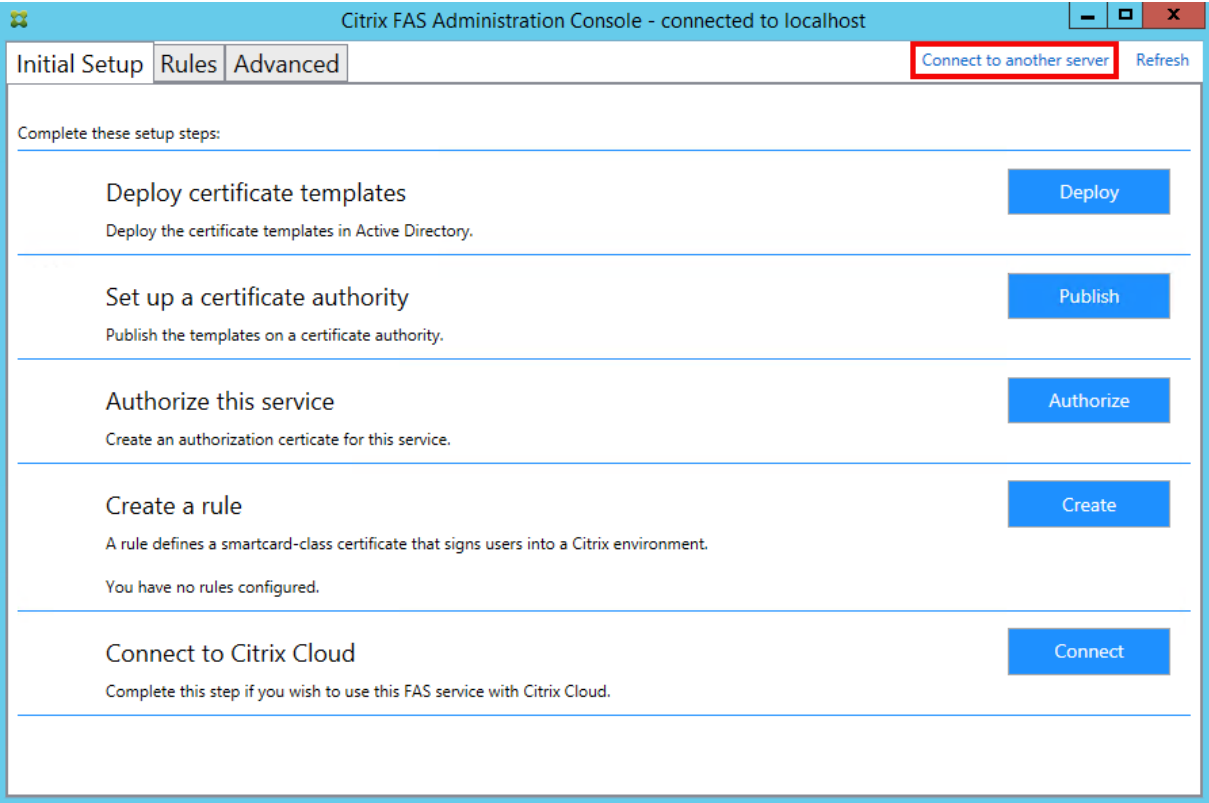 Citrix FAS Administration Console - connected to localhost
Initial Setup Rules Advanced Connect to another server Refresh
Complete these setup steps:
Deploy certificate templates
Deploy
Deploy the certificate templates in Active Directory.
Set up a certificate authority
Publish
Publish the templates on a certificate authority.
Authorize this service
Authorize
Create an authorization certicate for this service.
Create a rule
Create
A rule defines a smartcard-class certificate that signs users into a Citrix environment.
You have no rules configured.
Connect to Citrix Cloud
Connect
Complete this step if you wish to use this FAS service with Citrix Cloud.